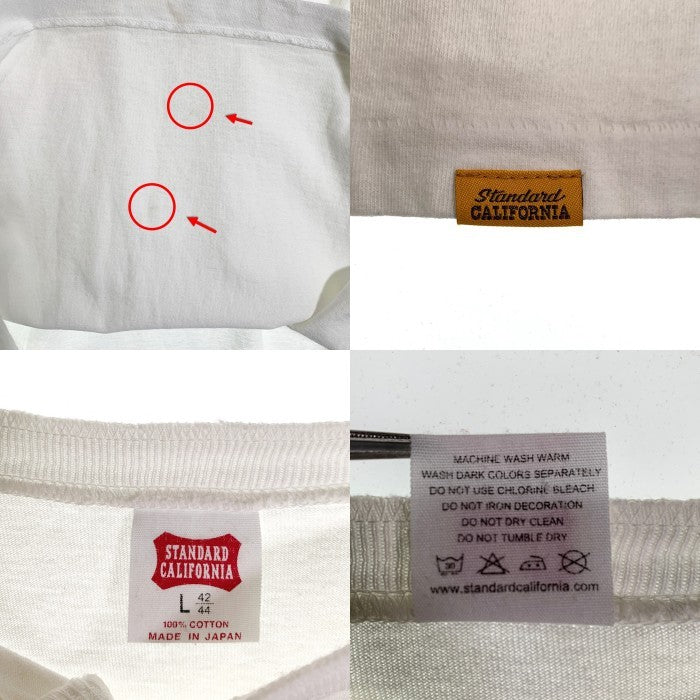 Standard
CALIFORNIA
STANDARD
CALIFORNIA
L 42
44
100% COTTON
MADE IN JAPAN
MACHINE WASH WARM
WASH DARK COLORS SEPARATELY
DO NOT USE CHLORINE BLEACH
DO NOT IRON DECORATION
DO NOT DRY CLEAN
DO NOT TUMBLE DRY
www.standardcalifornia.com